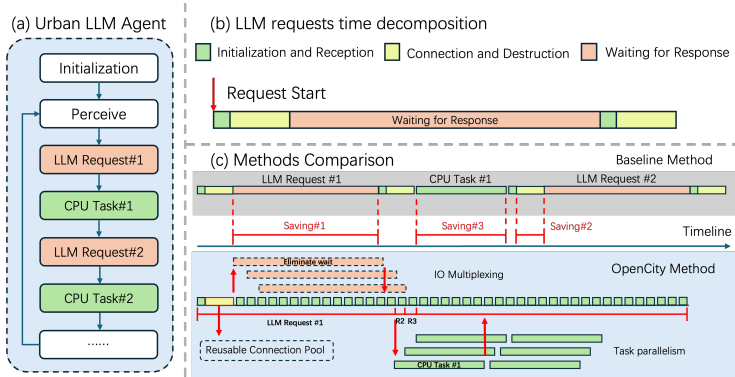 (a) Urban LLM Agent
Initialization
Perceive
LLM Request#1
CPU Task#1
LLM Request#2
CPU Task#2
......
(b) LLM requests time decomposition
Initialization and Reception
Connection and Destruction
Waiting for Response
Request Start
Waiting for Response
(c) Methods Comparison
Baseline Method
LLM Request #1
CPU Task #1
LLM Request #2
Saving#1
Saving#3
Saving#2
Timeline
Eliminate wait
IO Multiplexing
OpenCity Method
LLM Request #1
R2
R3
Reusable Connection Pool
Task parallelism
CPU Task #1